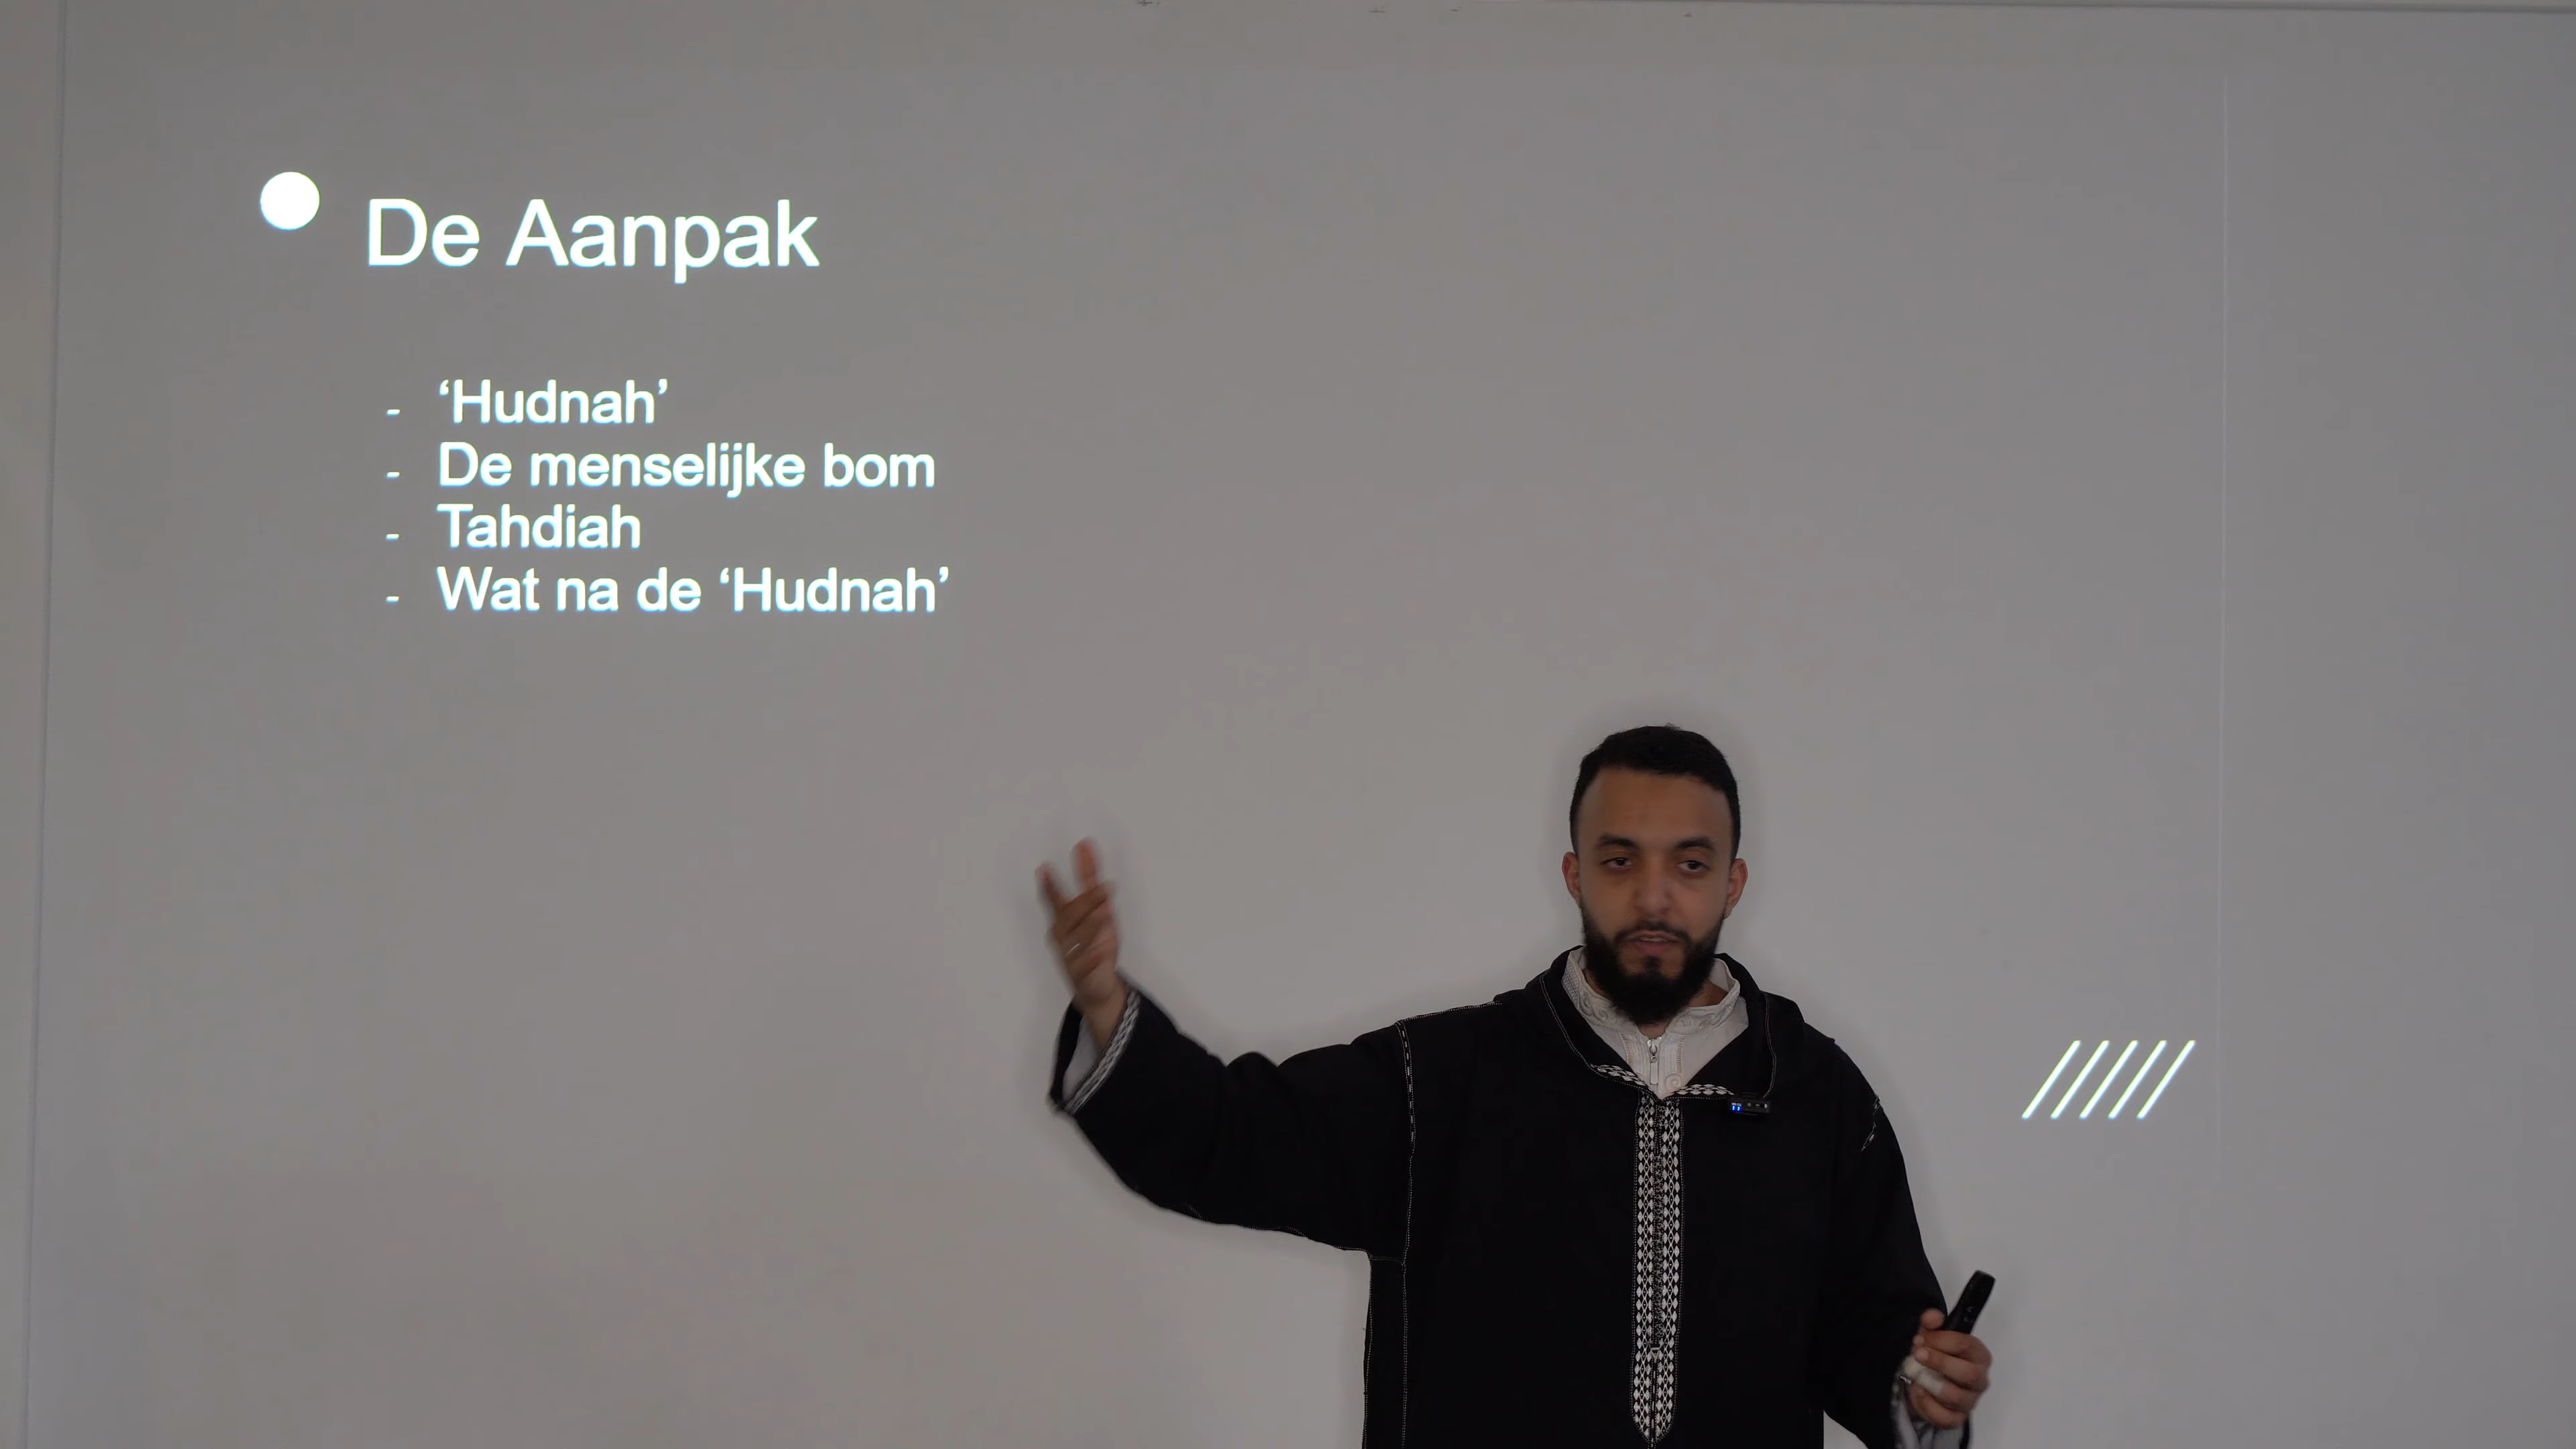 De Aanpak
- ‘Hudnah’
- De menselijke bom
- Tahdiah
- Wat na de ‘Hudnah’